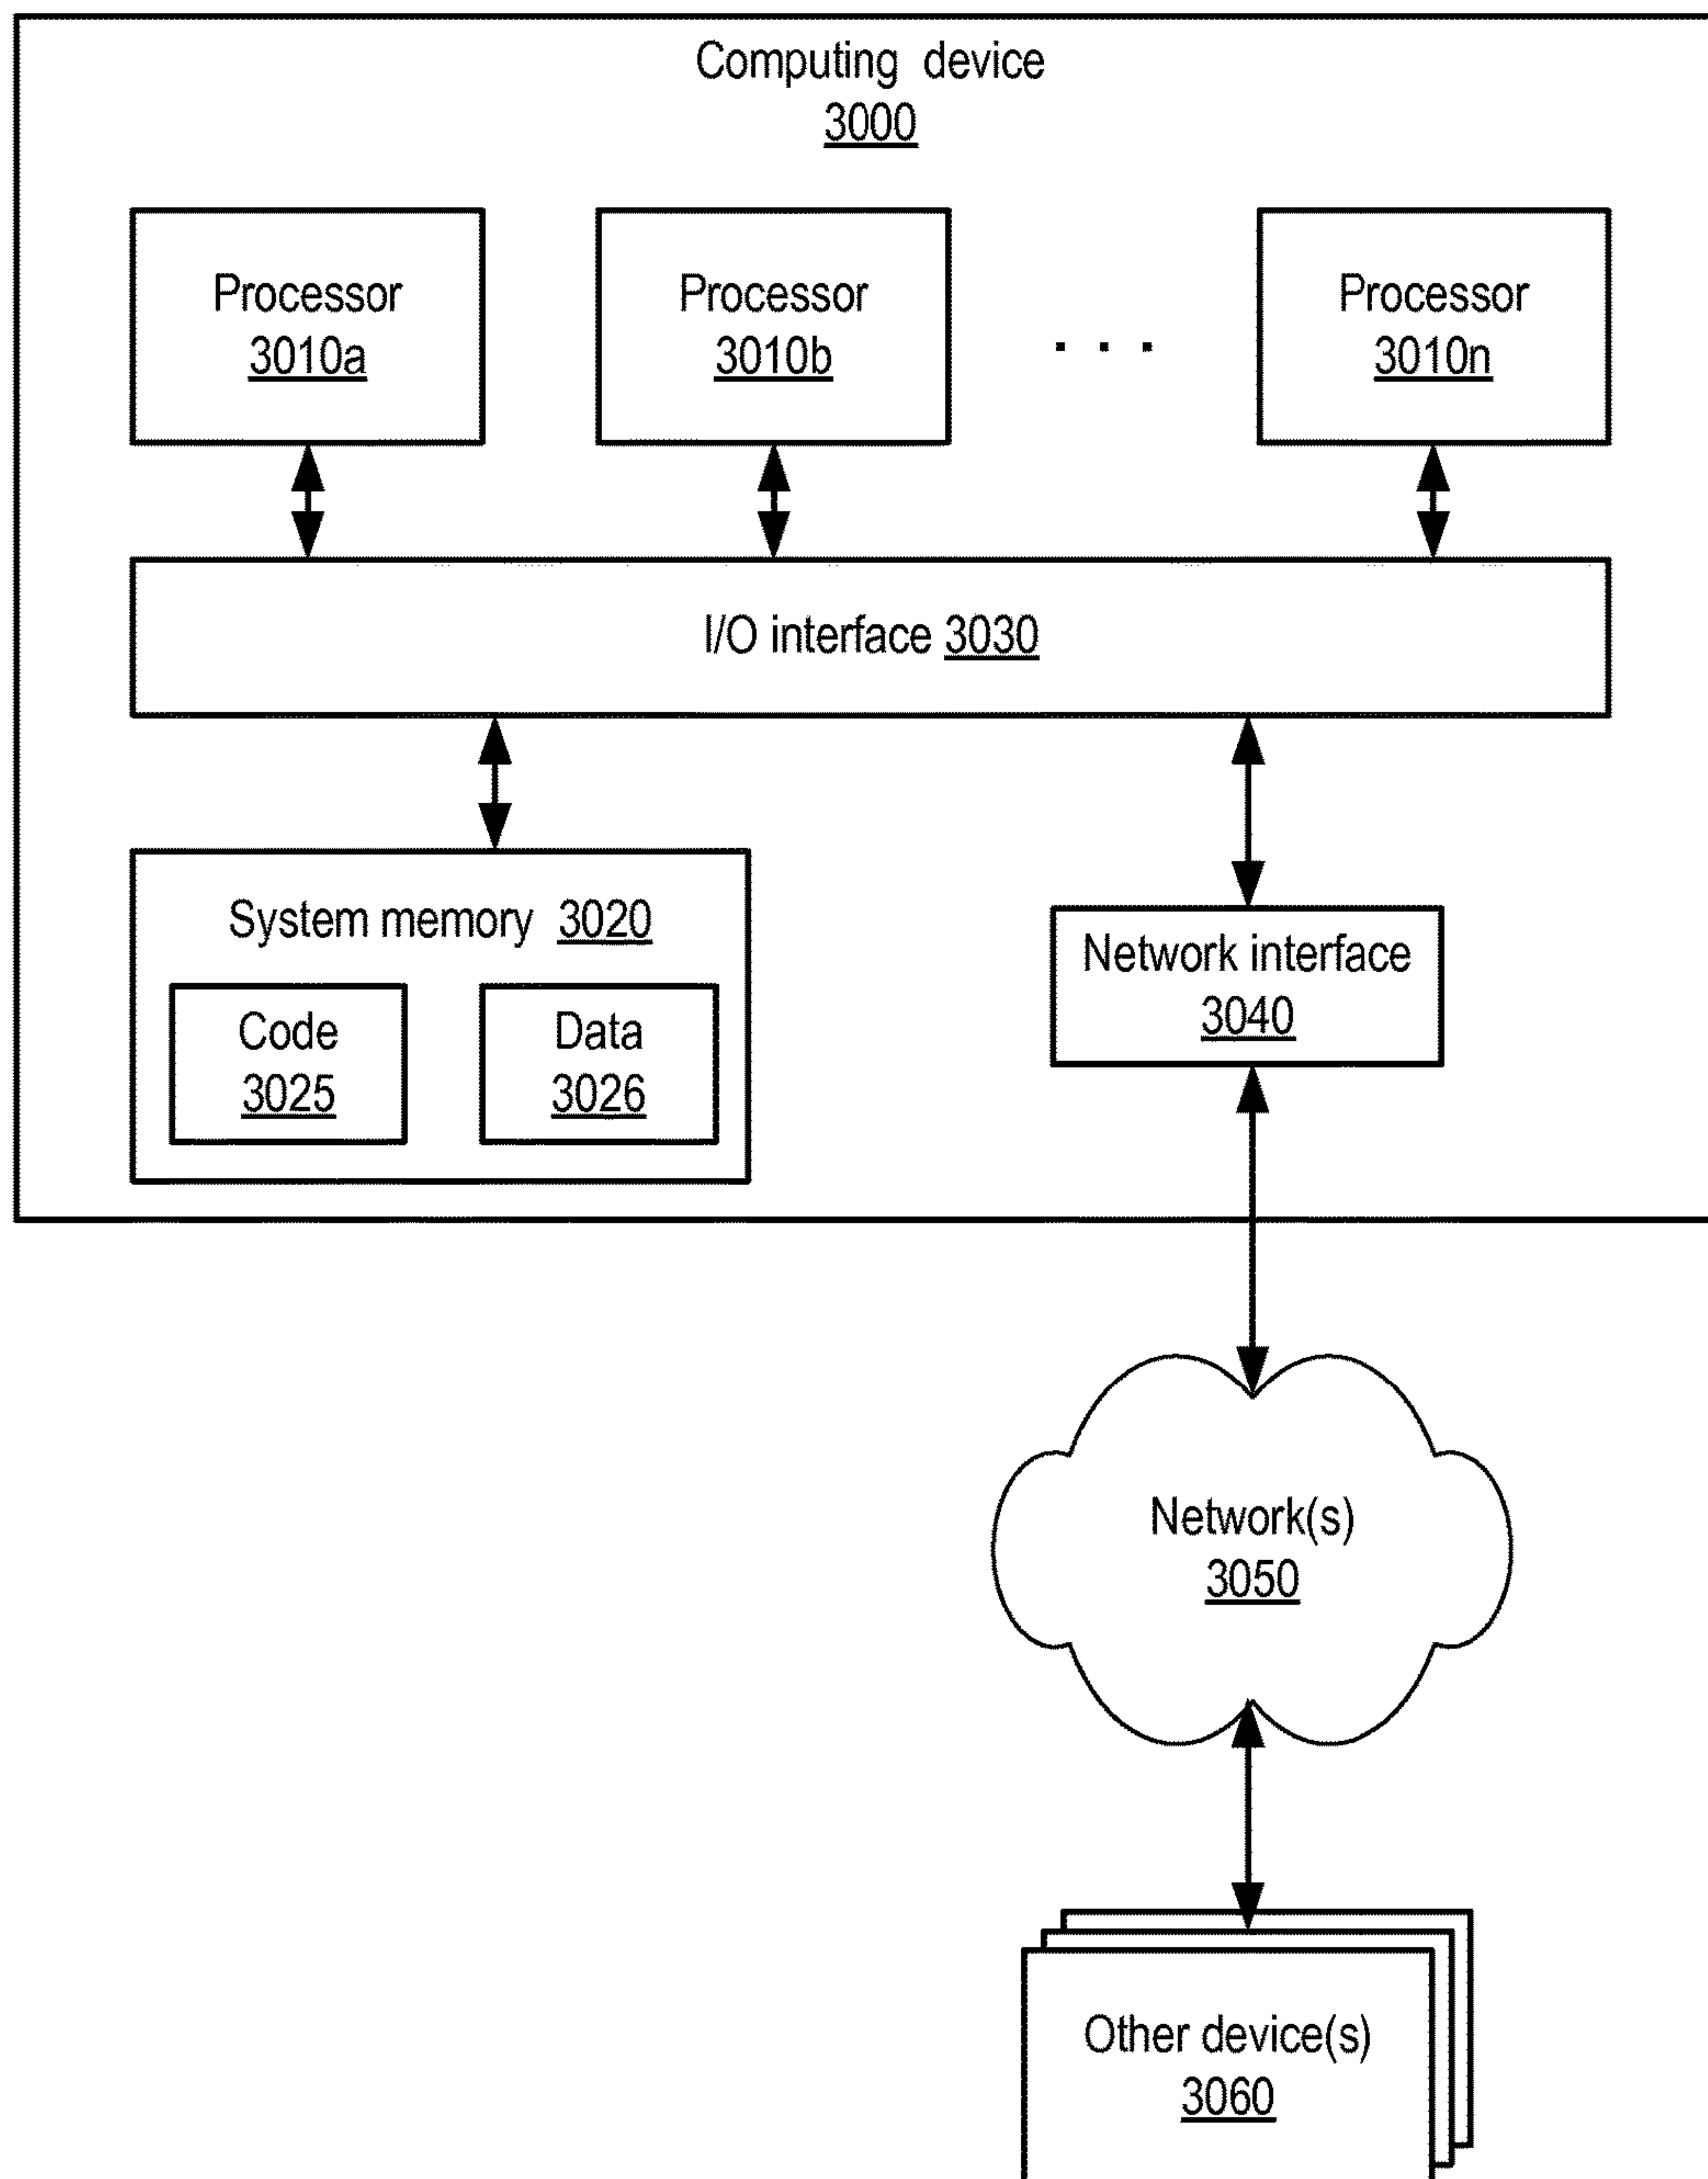 Computing device
3000
Processor
3010a
Processor
3010b
. . .
Processor
3010n
I/O interface 3030
System memory 3020
Code
3025
Data
3026
Network interface
3040
Network(s)
3050
Other device(s)
3060